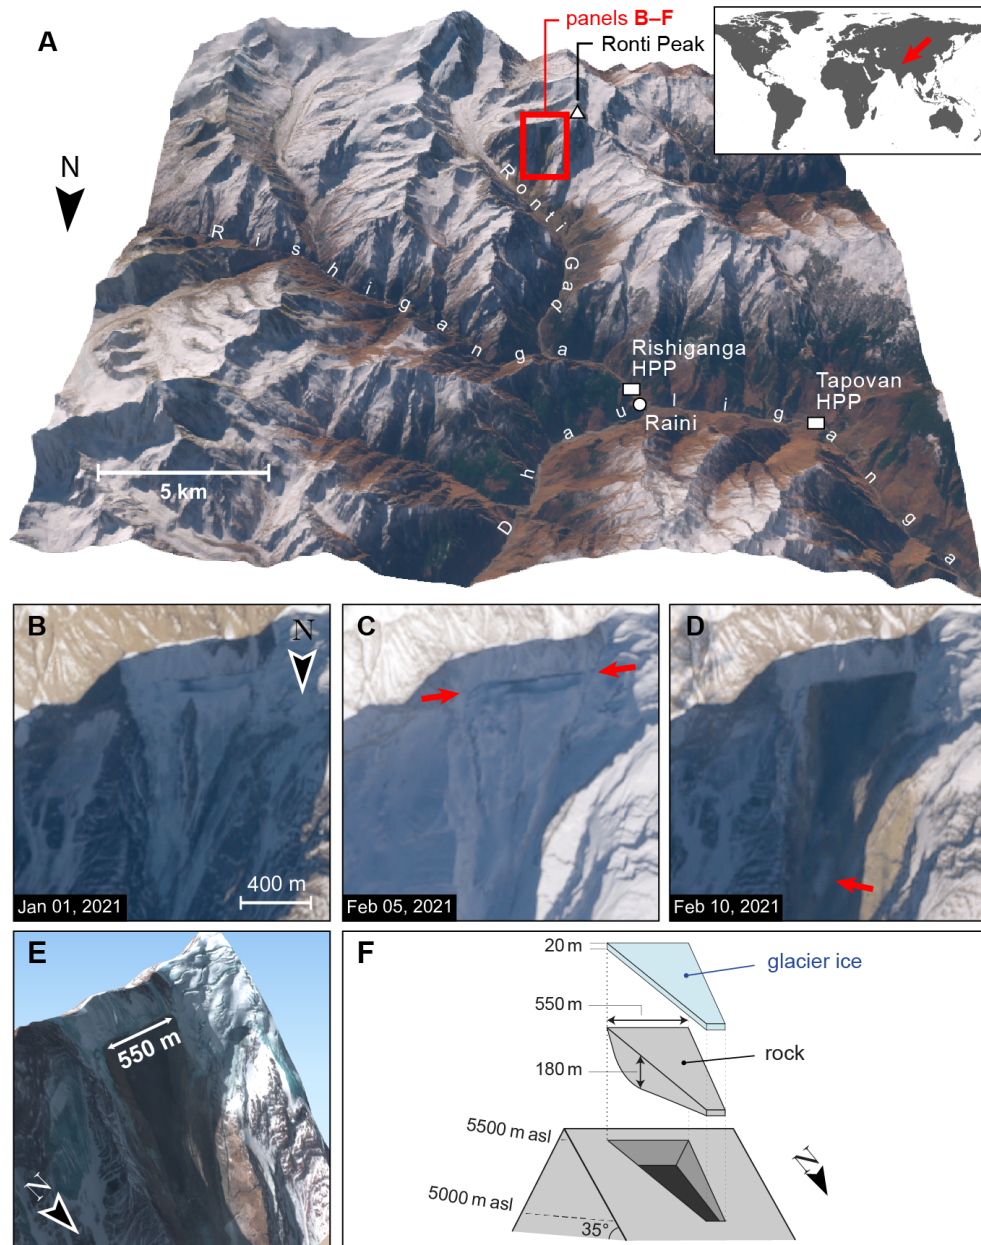 A
panels B–F
Ronti Peak
N
Ronti Gad
Rishiganga
Rishiganga
HPP
Tapovan
HPP
Raini
Dhauliganga
5 km
B
N
Jan 01, 2021
400 m
C
Feb 05, 2021
D
Feb 10, 2021
E
550 m
N
F
20 m
glacier ice
550 m
rock
180 m
5500 m asl
5000 m asl
35°
N